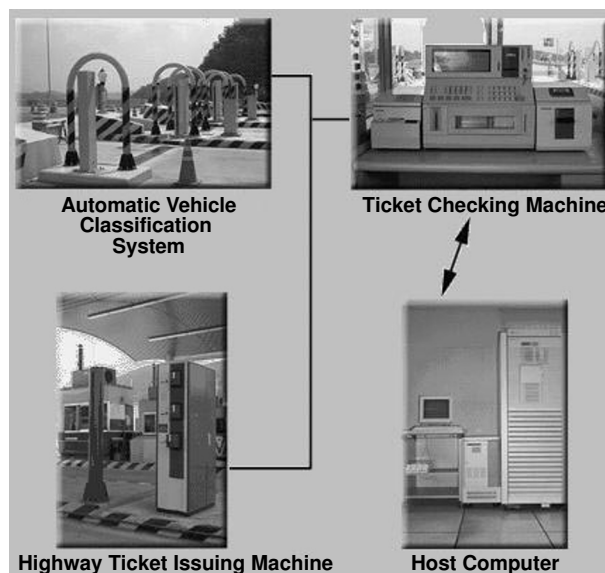 Automatic Vehicle
Classification
System
Ticket Checking Machine
Highway Ticket Issuing Machine
Host Computer